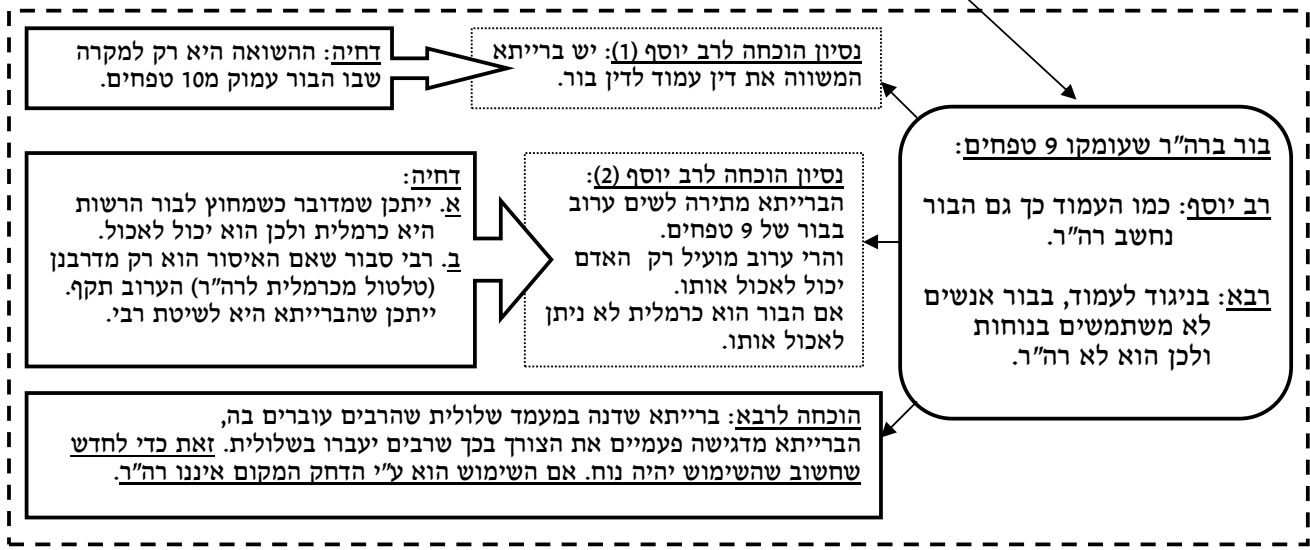 בור ברה"ר שעומקו 9 טפחים:
רב יוסף: כמו העמוד כך גם הבור
נחשב רה"ר.
רבא: בניגוד לעמוד, בבור אנשים
לא משתמשים בנוחות
ולכן הוא לא רה"ר.
נסיון הוכחה לרב יוסף (1): יש ברייתא
המשווה את דין עמוד לדין בור.
דחיה: ההשואה היא רק למקרה
שבו הבור עמוק מ10 טפחים.
נסיון הוכחה לרב יוסף (2):
הברייתא מתירה לשים ערוב
בבור של 9 טפחים.
והרי ערוב מועיל רק האדם
יכול לאכול אותו.
אם הבור הוא כרמלית לא ניתן
לאכול אותו.
דחיה:
א. ייתכן שמדובר כשמחוץ לבור הרשות
היא כרמלית ולכן הוא יכול לאכול.
ב. רבי סבור שאם האיסור הוא רק מדרבנן
(טלטול מכרמלית לרה"ר) הערוב תקף.
ייתכן שהברייתא היא לשיטת רבי.
הוכחה לרבא: ברייתא שדנה במעמד שלולית שהרבים עוברים בה,
הברייתא מדגישה פעמיים את הצורך בכך שרבים יעברו בשלולית. זאת כדי לחדש
שחשוב שהשימוש יהיה נוח. אם השימוש הוא ע"י הדחק המקום איננו רה"ר.